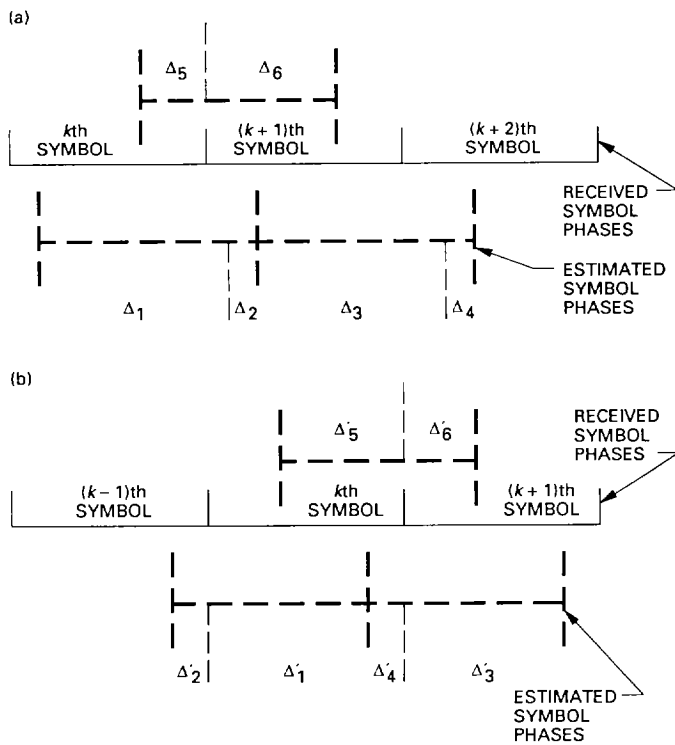 (a)
Δ5 Δ6
kth SYMBOL (k + 1)th SYMBOL (k + 2)th SYMBOL
RECEIVED SYMBOL PHASES
ESTIMATED SYMBOL PHASES
Δ1 Δ2 Δ3 Δ4
(b)
RECEIVED SYMBOL PHASES
Δ′5 Δ′6
(k – 1)th SYMBOL kth SYMBOL (k + 1)th SYMBOL
Δ′2 Δ′1 Δ′4 Δ′3
ESTIMATED SYMBOL PHASES